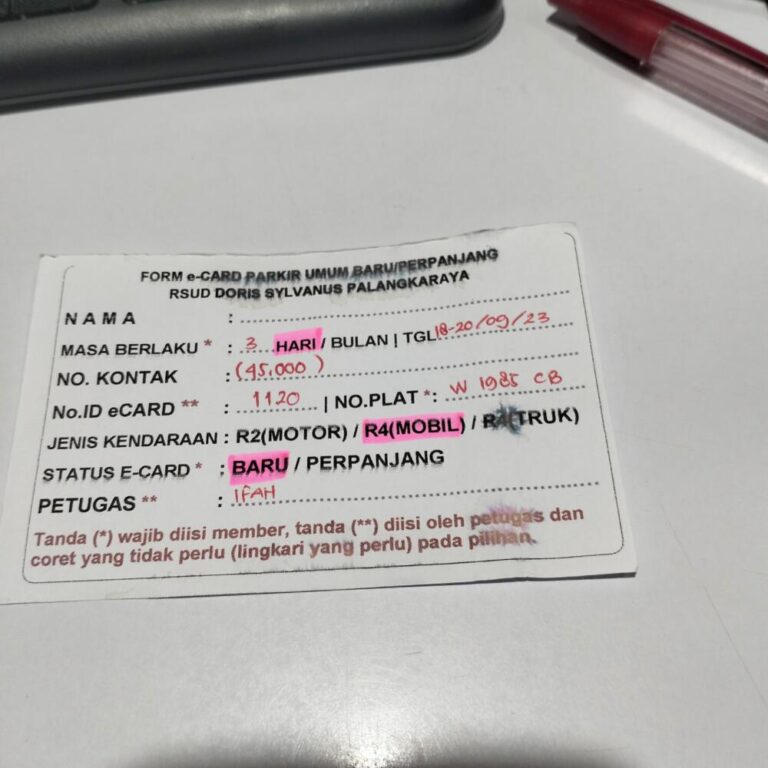 FORM e-CARD PARKIR UMUM BARU/PERPANJANG
RSUD DORIS SYLVANUS PALANGKARAYA
NAMA :
MASA BERLAKU * : 3 HARI / BULAN | TGL 18-20/09/23
NO. KONTAK : (45.000)
No.ID eCARD ** : 1120 | NO.PLAT *: W 1985 CB
JENIS KENDARAAN : R2(MOTOR) / R4(MOBIL) / R4(TRUK)
STATUS E-CARD * : BARU / PERPANJANG
PETUGAS ** : IFAH
Tanda (*) wajib diisi member, tanda (**) diisi oleh petugas dan
coret yang tidak perlu (lingkari yang perlu) pada pilihan.